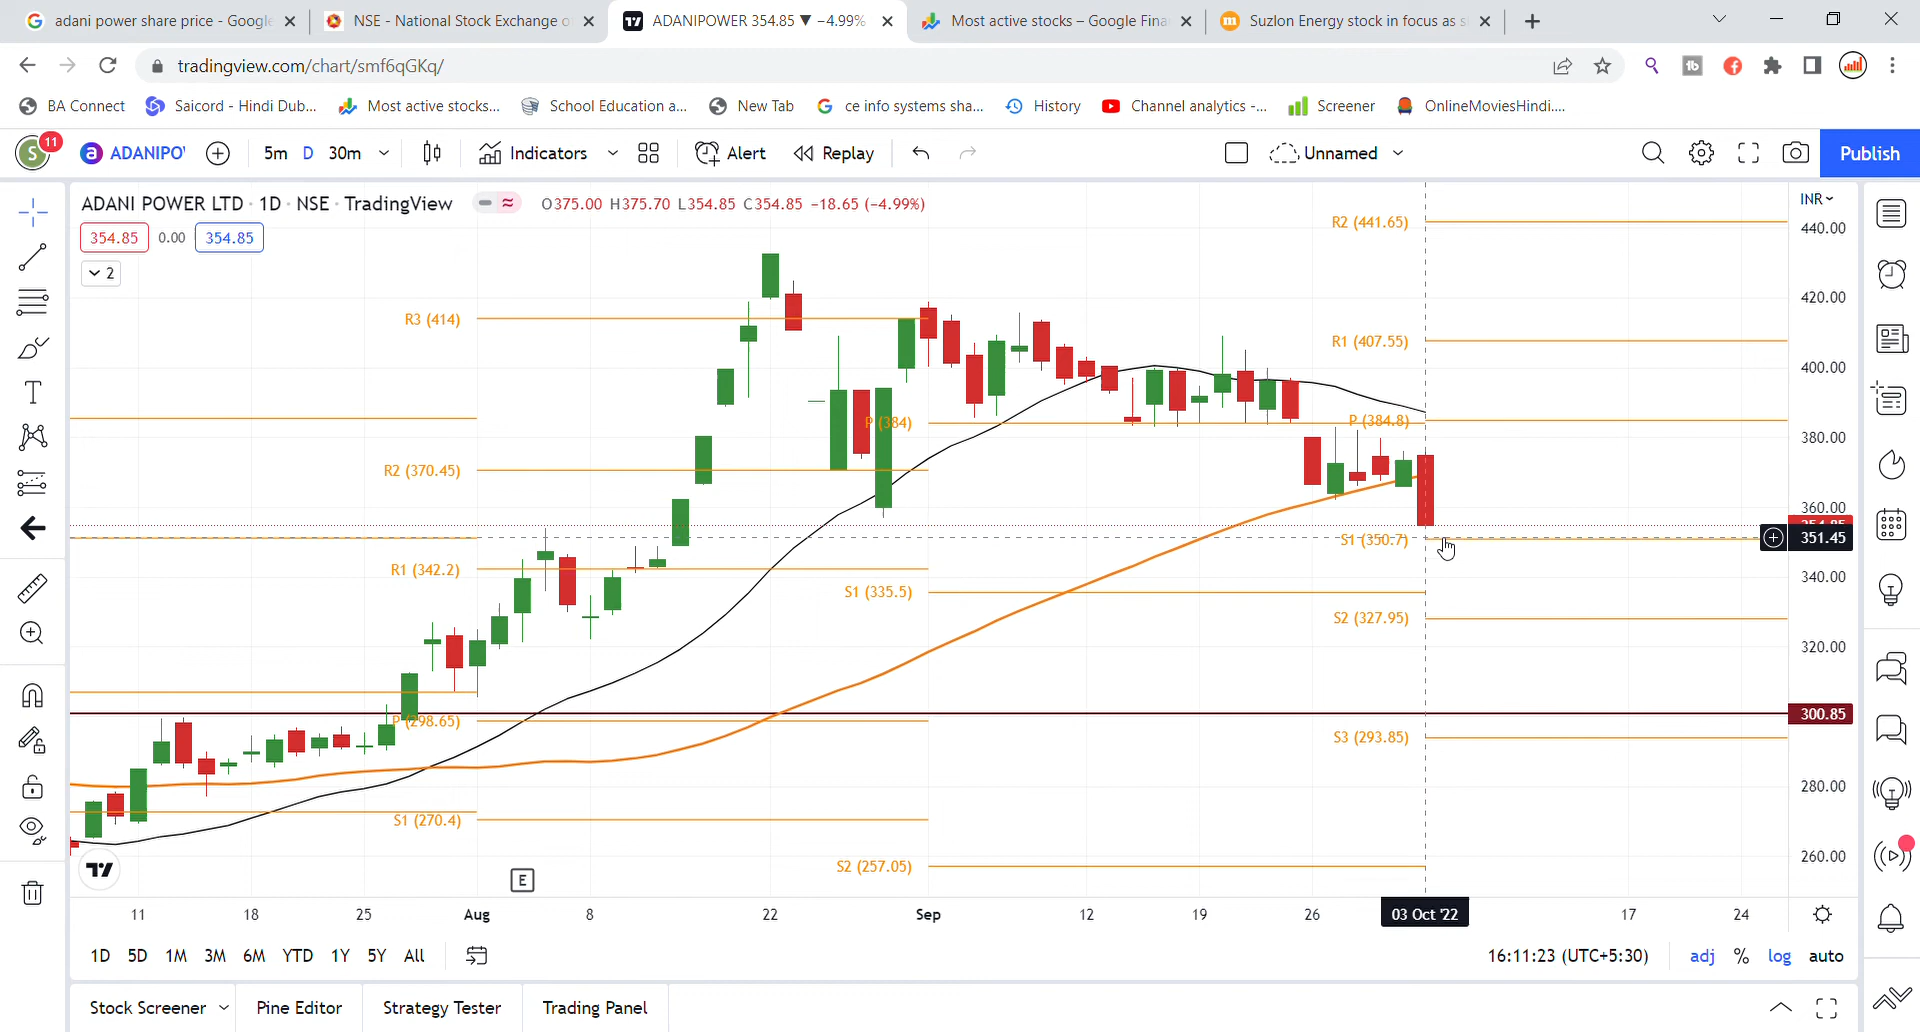 adani power share price - Google
NSE - National Stock Exchange o
ADANIPOWER 354.85 ▼ −4.99%
Most active stocks – Google Fina
Suzlon Energy stock in focus as s
tradingview.com/chart/smf6qGKq/
BA Connect
Saicord - Hindi Dub...
Most active stocks...
School Education a...
New Tab
ce info systems sha...
History
Channel analytics -...
Screener
OnlineMoviesHindi....
S
11
ADANIPO
5m D 30m
Indicators
Alert
Replay
Unnamed
Publish
ADANI POWER LTD · 1D · NSE · TradingView
O375.00 H375.70 L354.85 C354.85 −18.65 (−4.99%)
INR
354.85 0.00 354.85
2
R2 (441.65)
440.00
420.00
R3 (414)
R1 (407.55)
400.00
P (384)
P (384.8)
380.00
R2 (370.45)
360.00
351.45
S1 (350.7)
R1 (342.2)
340.00
S1 (335.5)
S2 (327.95)
320.00
300.85
P (298.65)
S3 (293.85)
280.00
S1 (270.4)
S2 (257.05)
260.00
E
11 18 25 Aug 8 22 Sep 12 19 26 03 Oct '22 17 24
1D 5D 1M 3M 6M YTD 1Y 5Y All
16:11:23 (UTC+5:30)
adj % log auto
Stock Screener
Pine Editor
Strategy Tester
Trading Panel